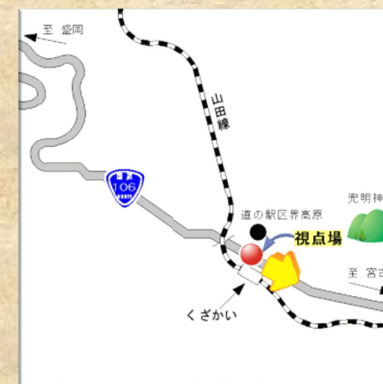 至 盛岡
山田線
106
道の駅区界高原
視点場
兜明神
至 宮古
くざかい